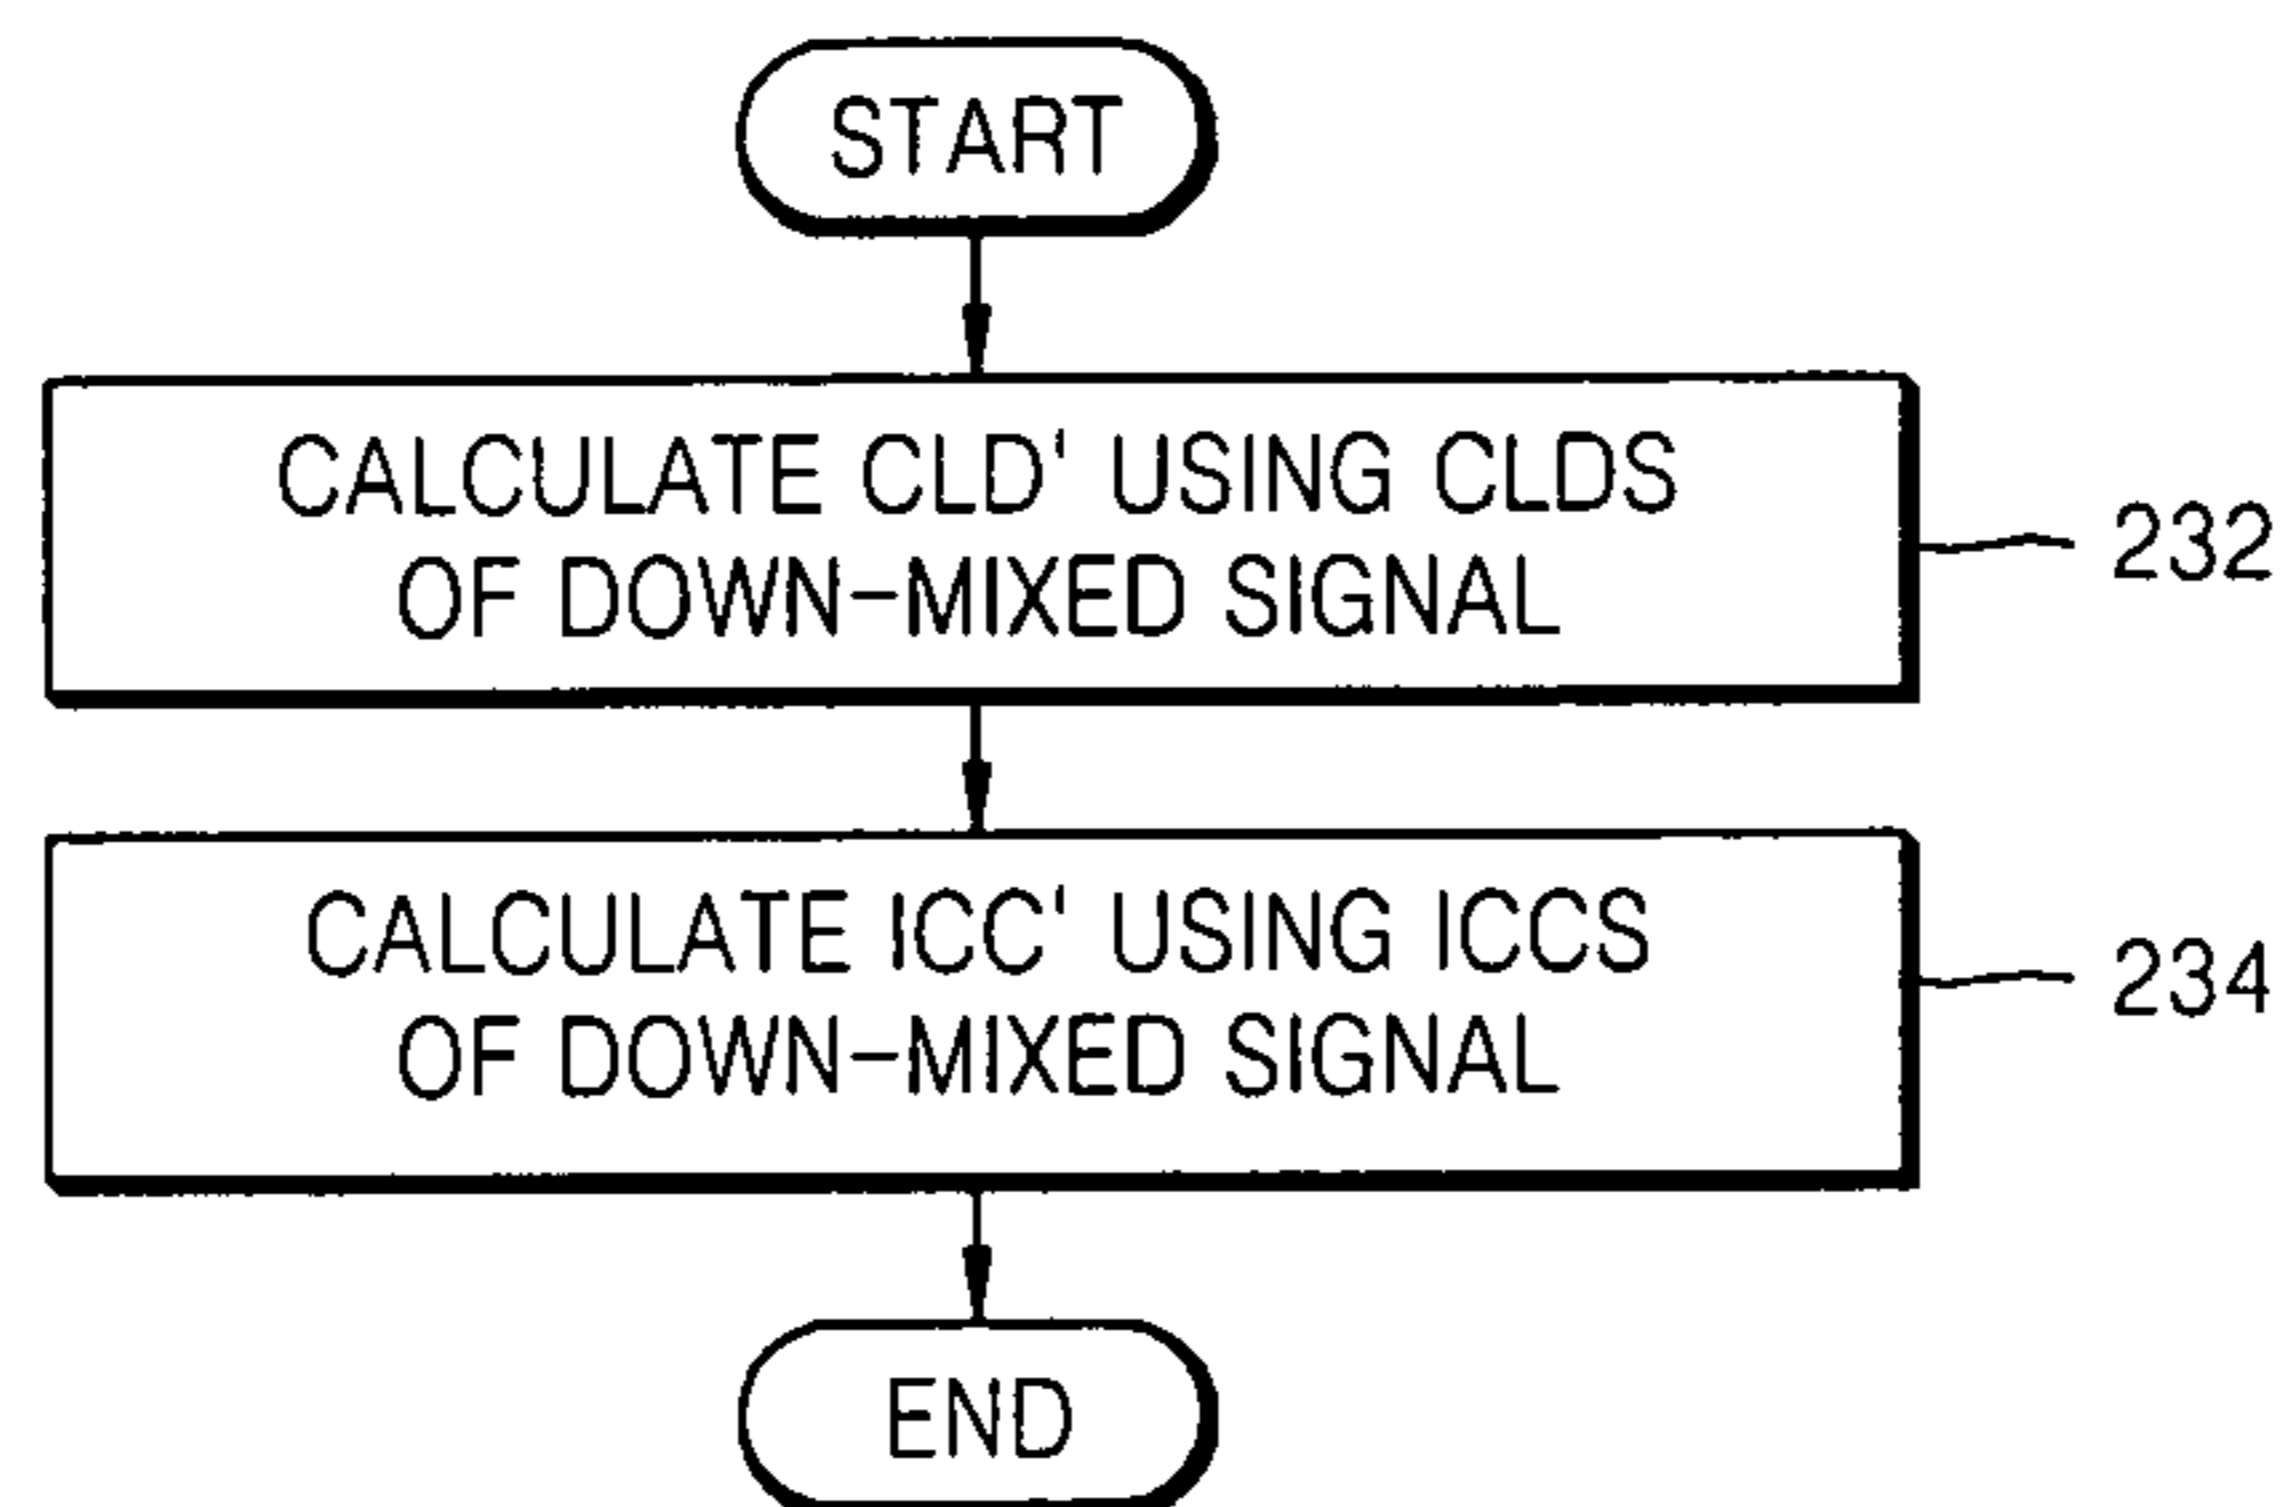 START
CALCULATE CLD' USING CLDS
OF DOWN-MIXED SIGNAL
232
CALCULATE ICC' USING ICCS
OF DOWN-MIXED SIGNAL
234
END